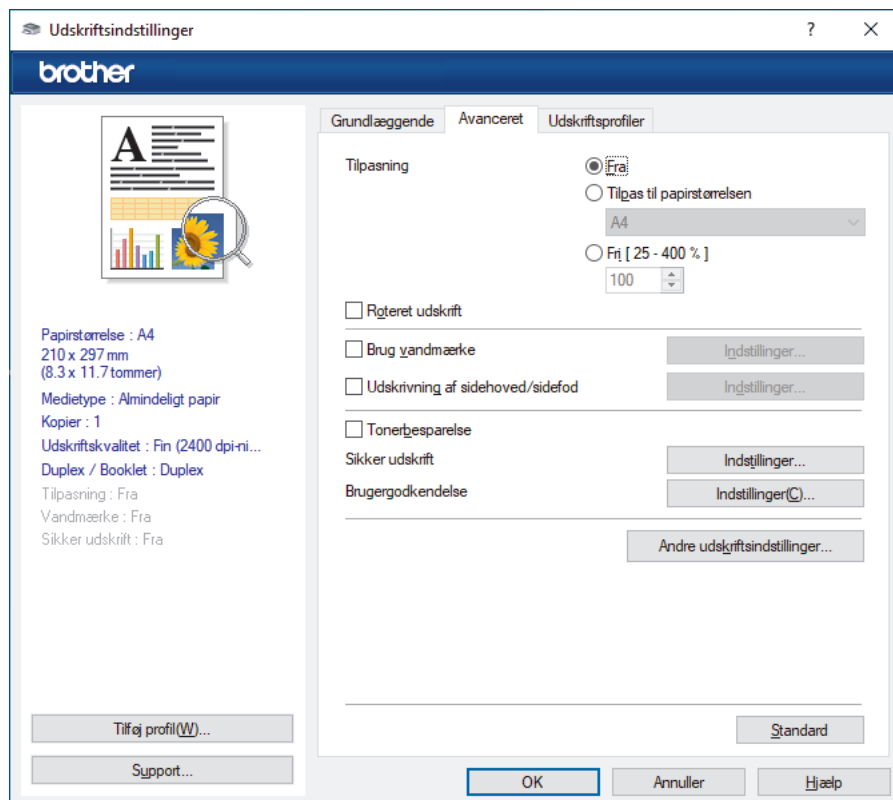 Udskriftsindstillinger
brother
A
Papirstørrelse : A4
210 x 297 mm
(8.3 x 11.7 tommer)
Medietype : Almindeligt papir
Kopier : 1
Udskriftskvalitet : Fin (2400 dpi-ni...
Duplex / Booklet : Duplex
Tilpasning : Fra
Vandmærke : Fra
Sikker udskrift : Fra
Tilføj profil(W)...
Support...
Grundlæggende Avanceret Udskriftsprofiler
Tilpasning Fra
Tilpas til papirstørrelsen
A4
Fri [ 25 - 400 % ]
100
Roteret udskrift
Brug vandmærke Indstillinger...
Udskrivning af sidehoved/sidefod Indstillinger...
Tonerbesparelse
Sikker udskrift Indstillinger...
Brugergodkendelse Indstillinger(C)...
Andre udskriftsindstillinger...
Standard
OK Annuller Hjælp